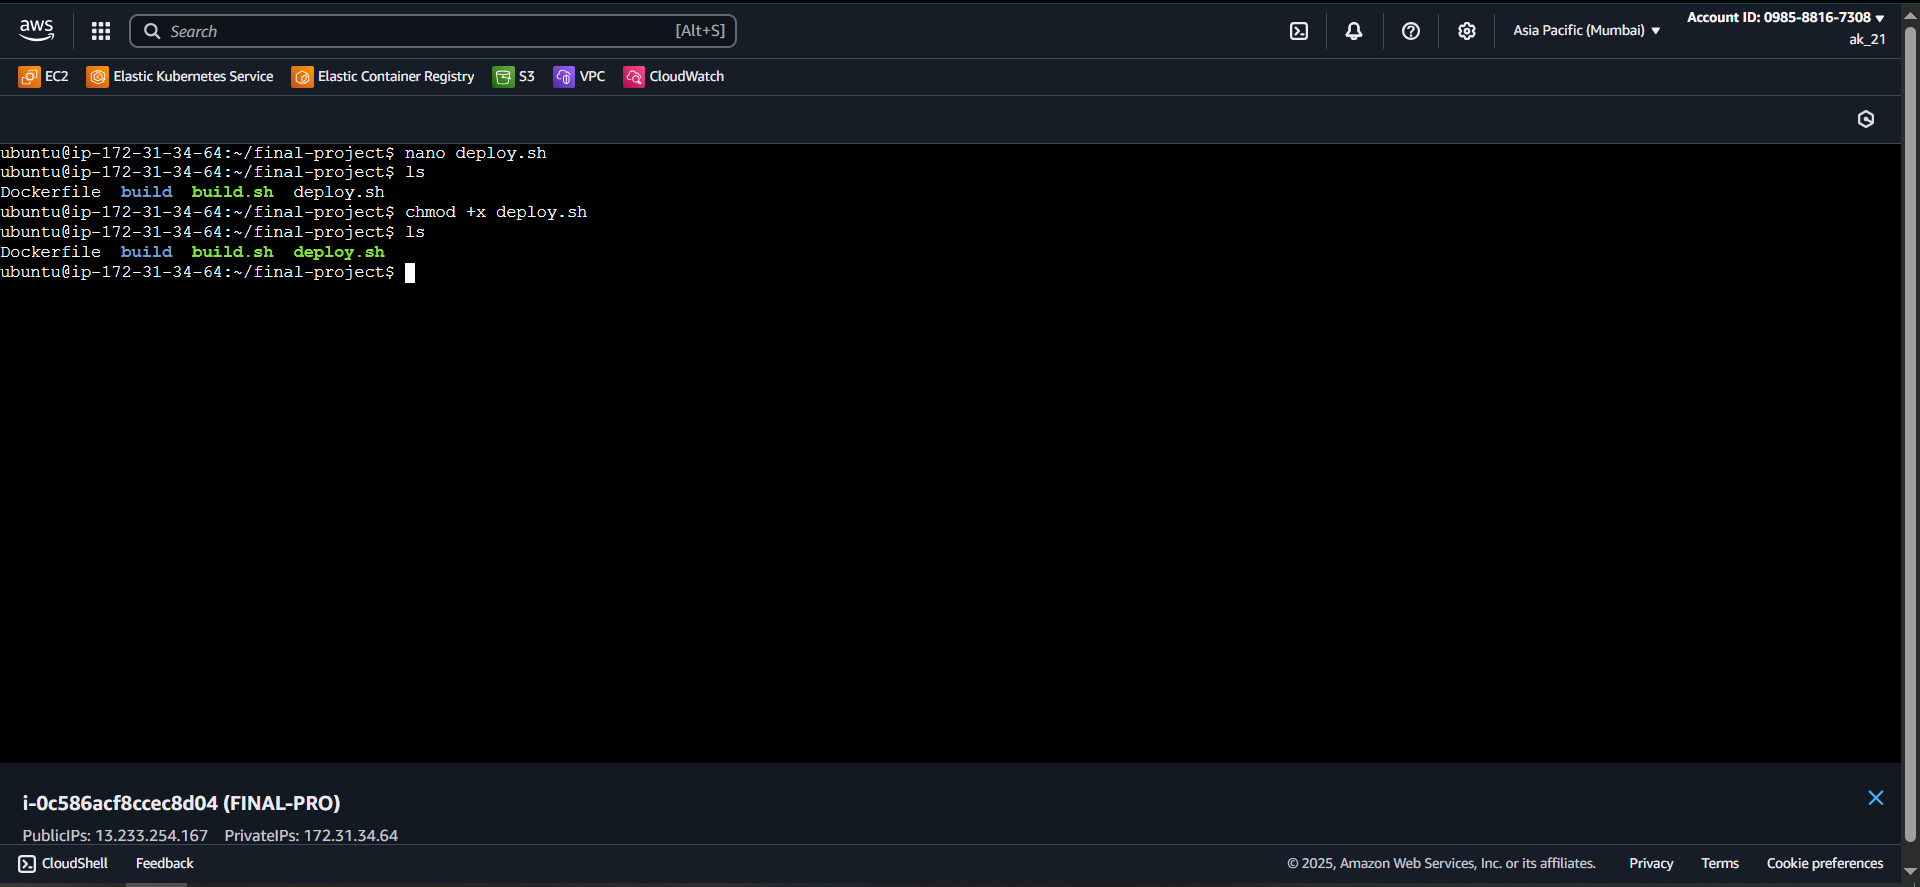 aws
Search [Alt+S]
Asia Pacific (Mumbai) ▼
Account ID: 0985-8816-7308 ▼
ak_21
EC2 Elastic Kubernetes Service Elastic Container Registry S3 VPC CloudWatch
ubuntu@ip-172-31-34-64:~/final-project$ nano deploy.sh
ubuntu@ip-172-31-34-64:~/final-project$ ls
Dockerfile build build.sh deploy.sh
ubuntu@ip-172-31-34-64:~/final-project$ chmod +x deploy.sh
ubuntu@ip-172-31-34-64:~/final-project$ ls
Dockerfile build build.sh deploy.sh
ubuntu@ip-172-31-34-64:~/final-project$
i-0c586acf8ccec8d04 (FINAL-PRO)
PublicIPs: 13.233.254.167 PrivateIPs: 172.31.34.64
CloudShell Feedback © 2025, Amazon Web Services, Inc. or its affiliates. Privacy Terms Cookie preferences